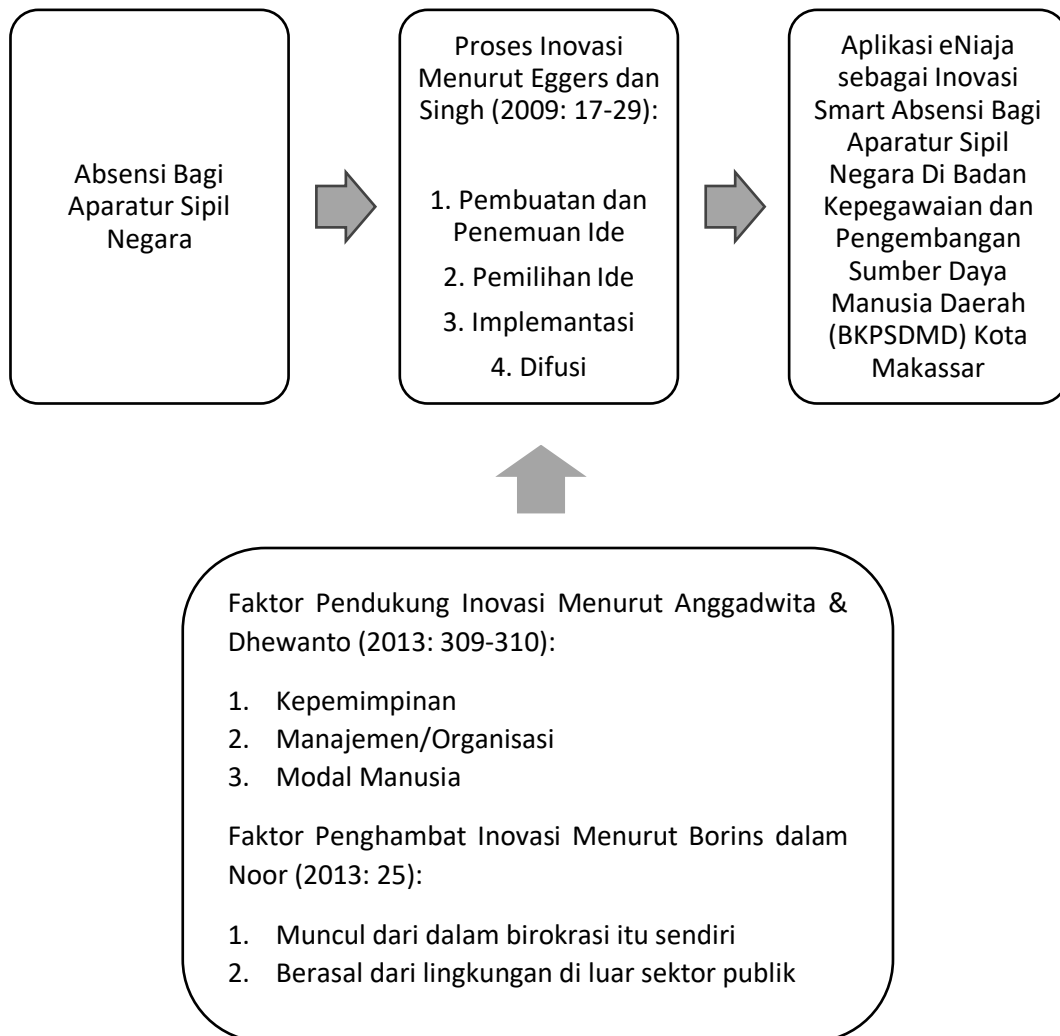 Absensi Bagi
Aparatur Sipil
Negara
Proses Inovasi
Menurut Eggers dan
Singh (2009: 17-29):
1. Pembuatan dan
Penemuan Ide
2. Pemilihan Ide
3. Implemantasi
4. Difusi
Aplikasi eNiaja
sebagai Inovasi
Smart Absensi Bagi
Aparatur Sipil
Negara Di Badan
Kepegawaian dan
Pengembangan
Sumber Daya
Manusia Daerah
(BKPSDMD) Kota
Makassar
Faktor Pendukung Inovasi Menurut Anggadwita &
Dhewanto (2013: 309-310):
1. Kepemimpinan
2. Manajemen/Organisasi
3. Modal Manusia
Faktor Penghambat Inovasi Menurut Borins dalam
Noor (2013: 25):
1. Muncul dari dalam birokrasi itu sendiri
2. Berasal dari lingkungan di luar sektor publik